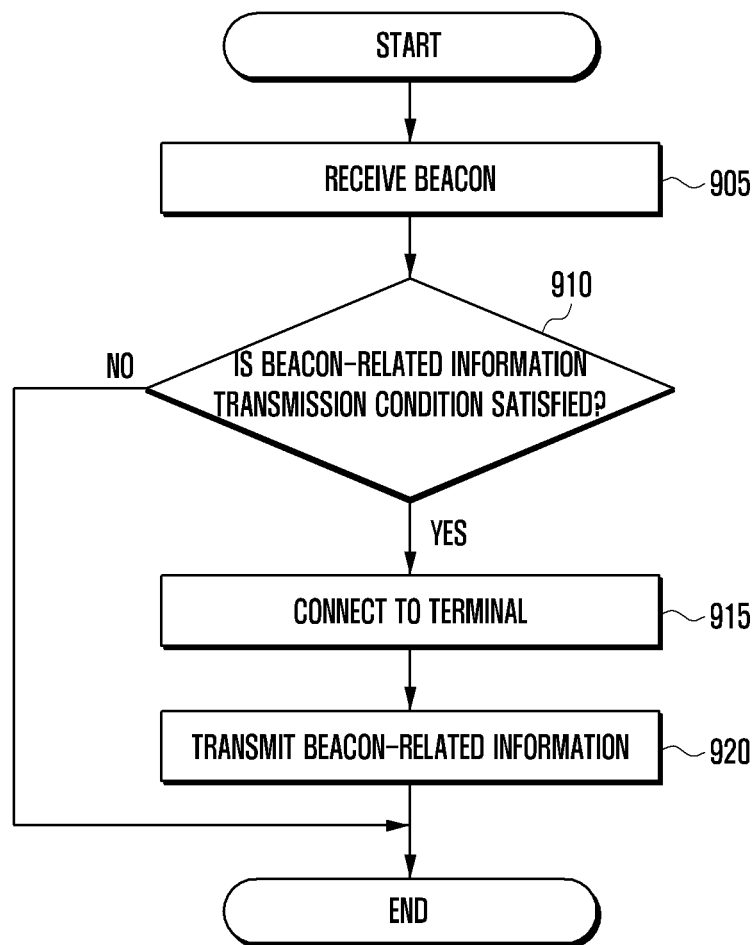 START
RECEIVE BEACON
905
910
NO
IS BEACON-RELATED INFORMATION
TRANSMISSION CONDITION SATISFIED?
YES
CONNECT TO TERMINAL
915
TRANSMIT BEACON-RELATED INFORMATION
920
END